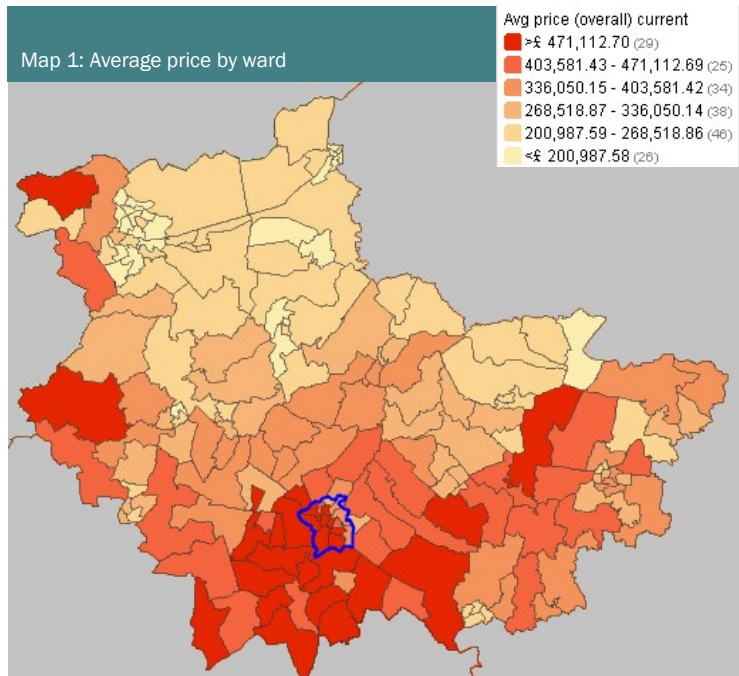 Map 1: Average price by ward
Avg price (overall) current
>£ 471,112.70 (29)
403,581.43 - 471,112.69 (25)
336,050.15 - 403,581.42 (34)
268,518.87 - 336,050.14 (38)
200,987.59 - 268,518.86 (46)
<£ 200,987.58 (26)